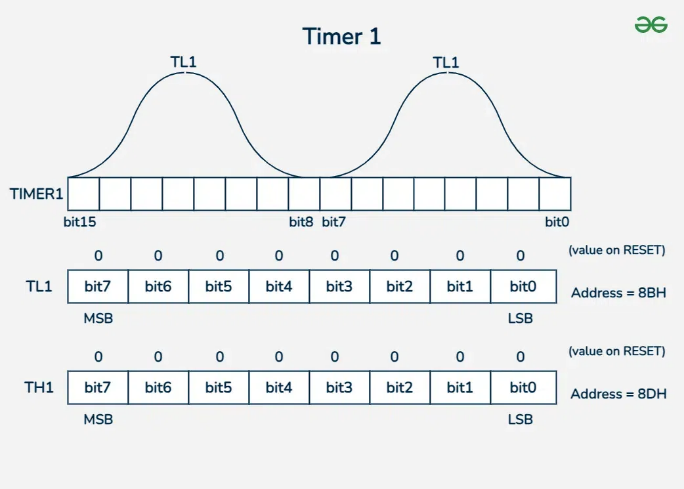 Timer 1
TL1 TL1
TIMER1
bit15 bit8 bit7 bit0
0 0 0 0 0 0 0 0 (value on RESET)
TL1 bit7 bit6 bit5 bit4 bit3 bit2 bit1 bit0 Address = 8BH
MSB LSB
0 0 0 0 0 0 0 0 (value on RESET)
TH1 bit7 bit6 bit5 bit4 bit3 bit2 bit1 bit0 Address = 8DH
MSB LSB